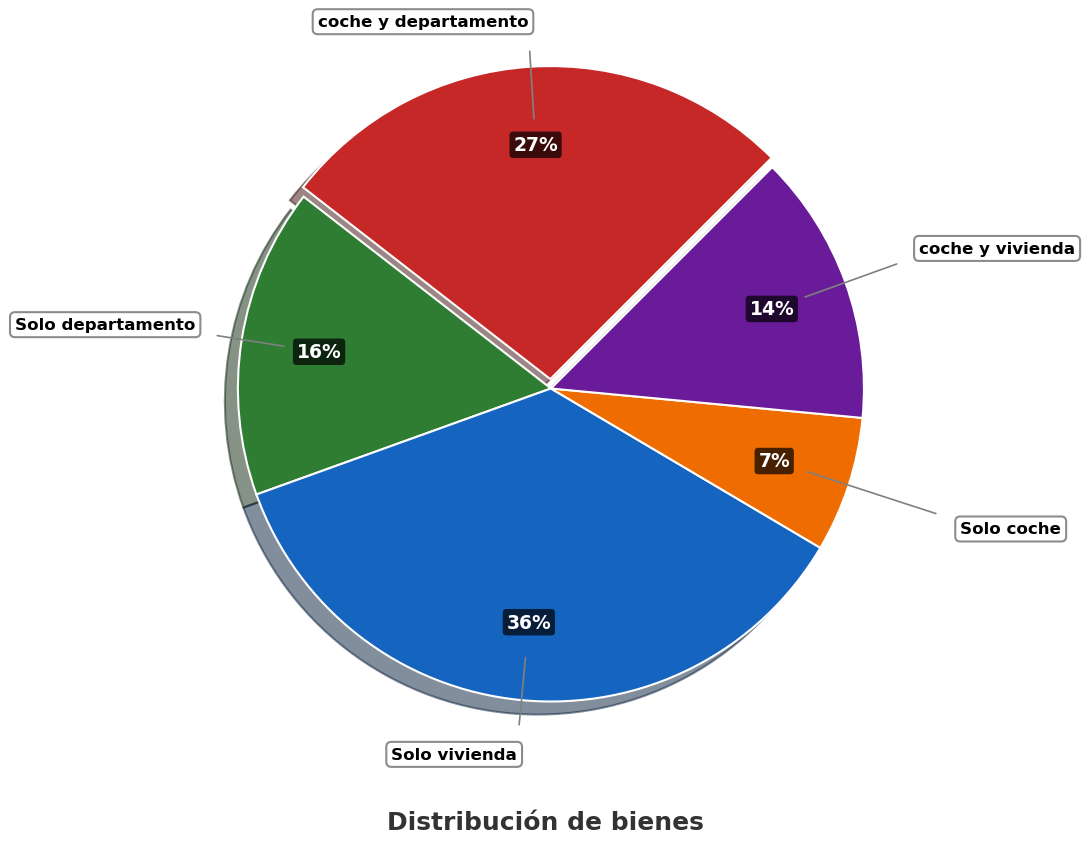 coche y departamento
27%
coche y vivienda
14%
Solo departamento
16%
7%
Solo coche
36%
Solo vivienda
Distribución de bienes